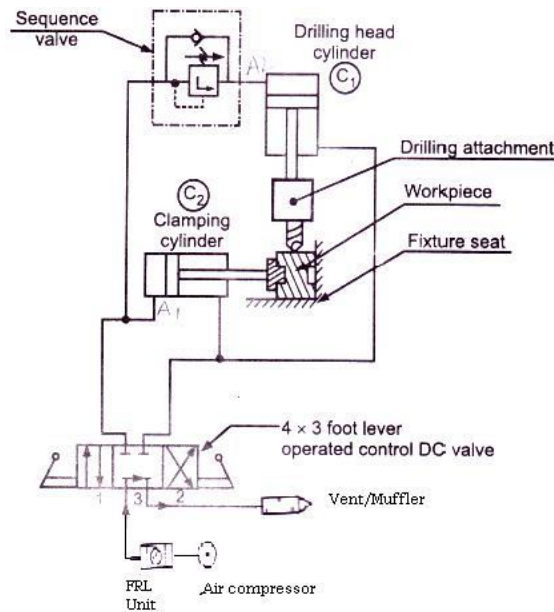 Sequence
valve
Drilling head
cylinder
C1
Drilling attachment
Workpiece
Fixture seat
C2
Clamping
cylinder
A1
L
4 × 3 foot lever
operated control DC valve
1
3
2
Vent/Muffler
FRL
Unit
Air compressor